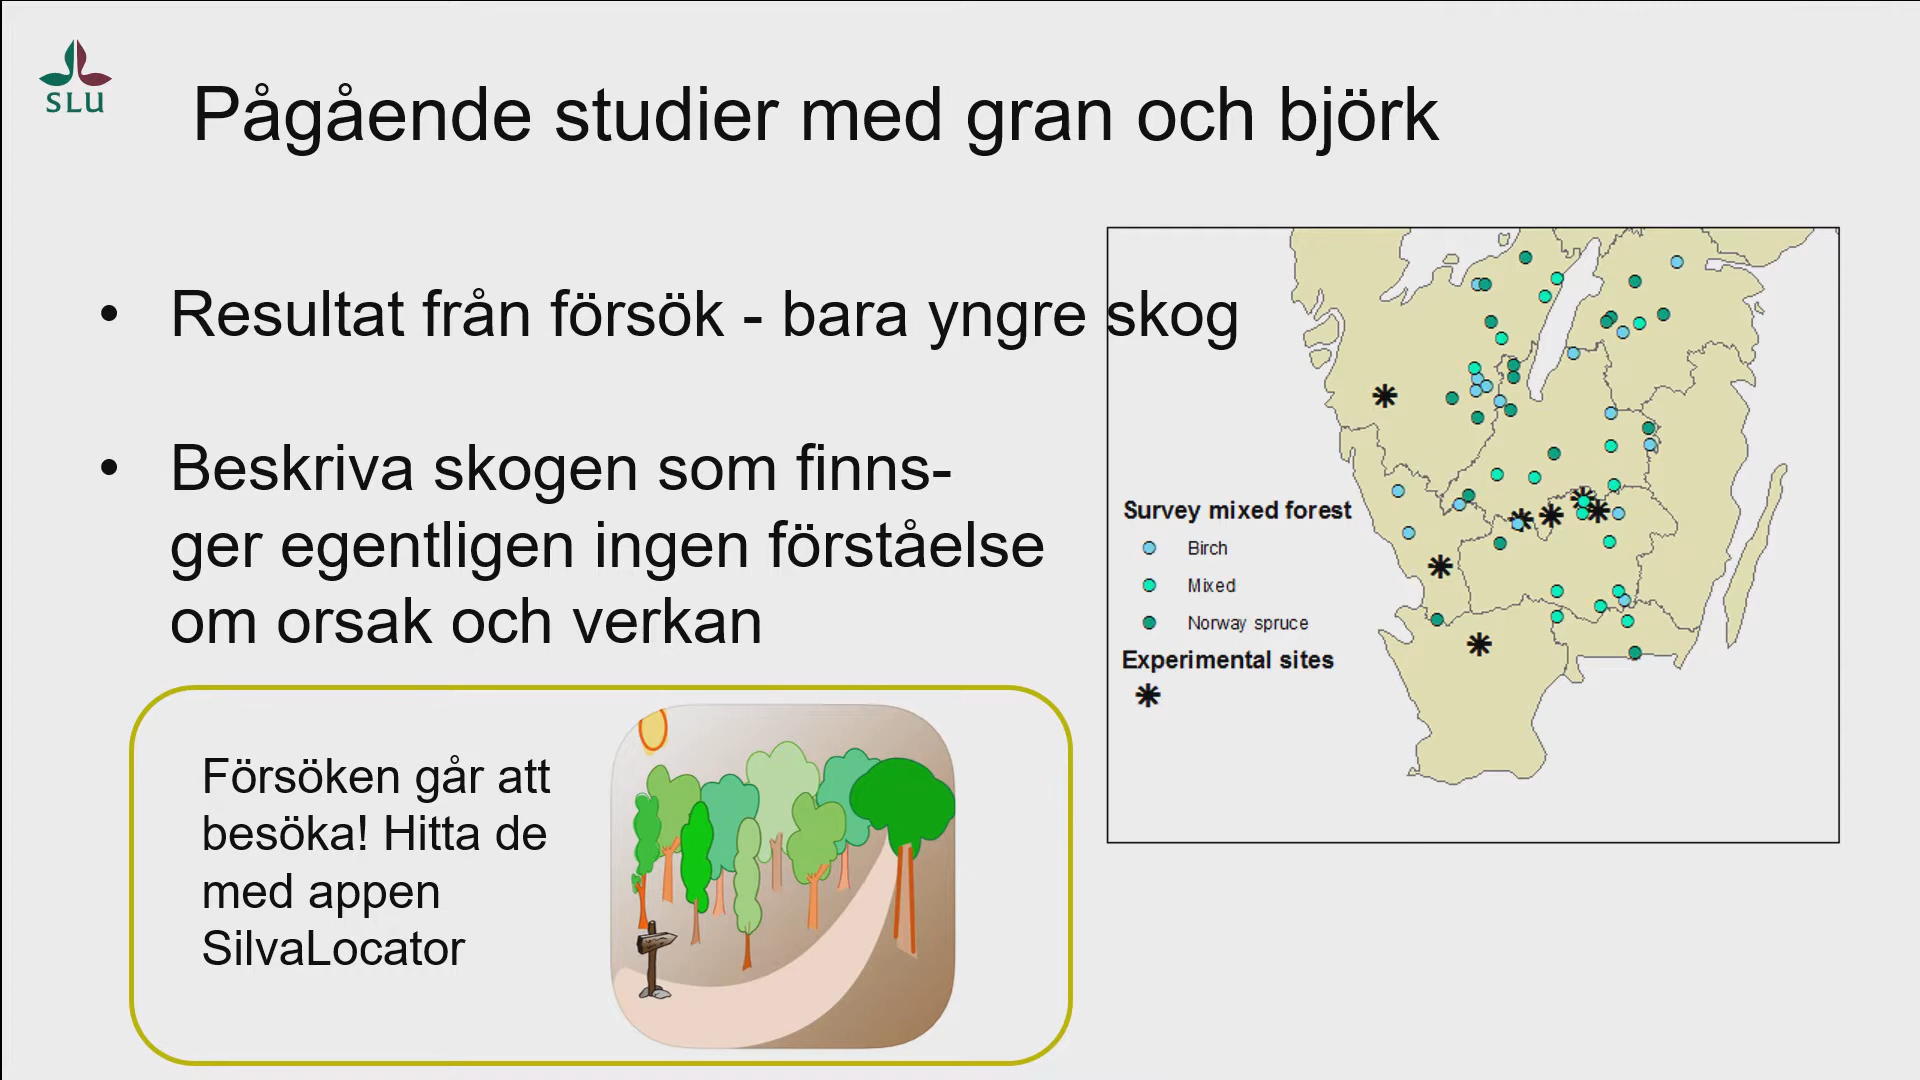 SLU
Pågående studier med gran och björk
• Resultat från försök - bara yngre skog
• Beskriva skogen som finns-
ger egentligen ingen förståelse
om orsak och verkan
Försöken går att
besöka! Hitta de
med appen
SilvaLocator
Survey mixed forest
Birch
Mixed
Norway spruce
Experimental sites